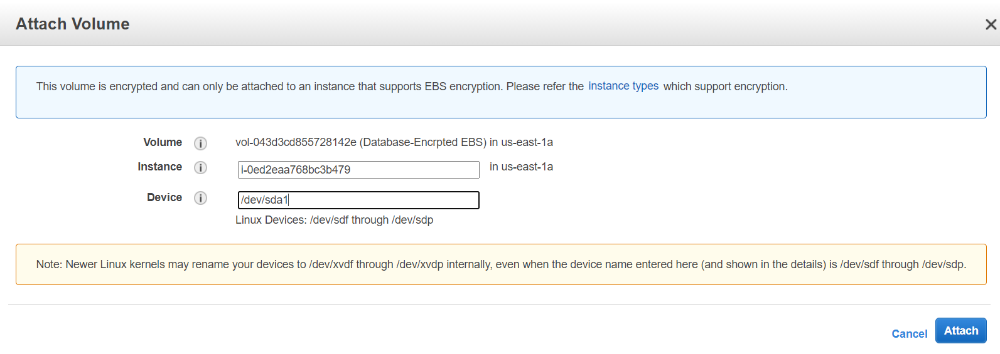 Attach Volume
This volume is encrypted and can only be attached to an instance that supports EBS encryption. Please refer the instance types which support encryption.
Volume vol-043d3cd855728142e (Database-Encrpted EBS) in us-east-1a
Instance i-0ed2eaa768bc3b479 in us-east-1a
Device /dev/sda1
Linux Devices: /dev/sdf through /dev/sdp
Note: Newer Linux kernels may rename your devices to /dev/xvdf through /dev/xvdp internally, even when the device name entered here (and shown in the details) is /dev/sdf through /dev/sdp.
Cancel Attach